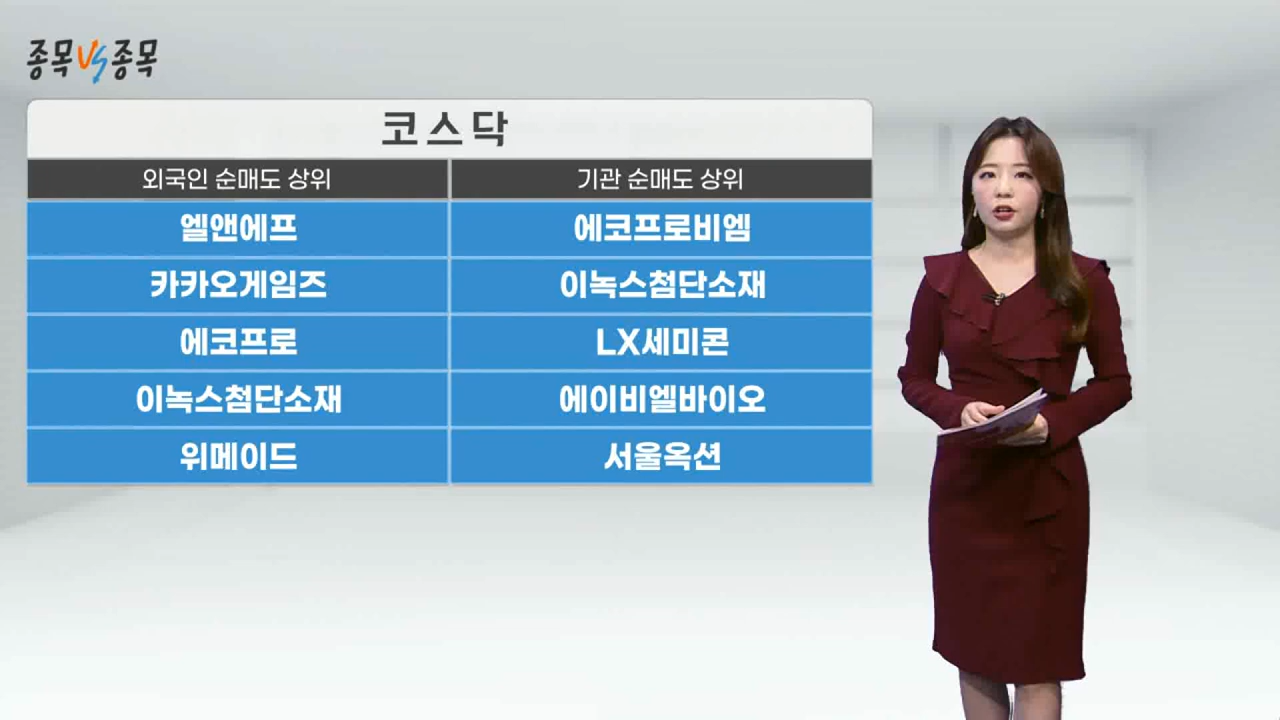 종목VS종목
코스닥
외국인 순매도 상위 기관 순매도 상위
엘앤에프 에코프로비엠
카카오게임즈 이녹스첨단소재
에코프로 LX세미콘
이녹스첨단소재 에이비엘바이오
위메이드 서울옥션